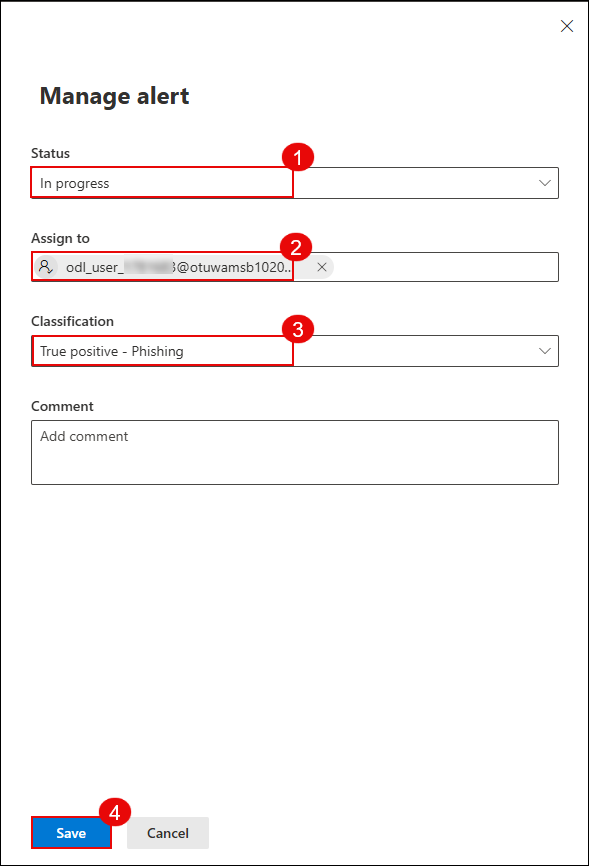 Manage alert
Status
1
In progress
Assign to
2
odl_user_ 3@otuwamsb1020...
Classification
3
True positive - Phishing
Comment
Add comment
4
Save
Cancel